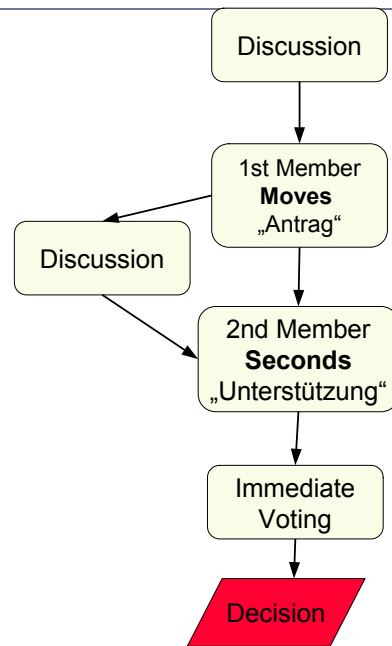 Discussion
1st Member
Moves
„Antrag“
Discussion
2nd Member
Seconds
„Unterstützung“
Immediate
Voting
Decision